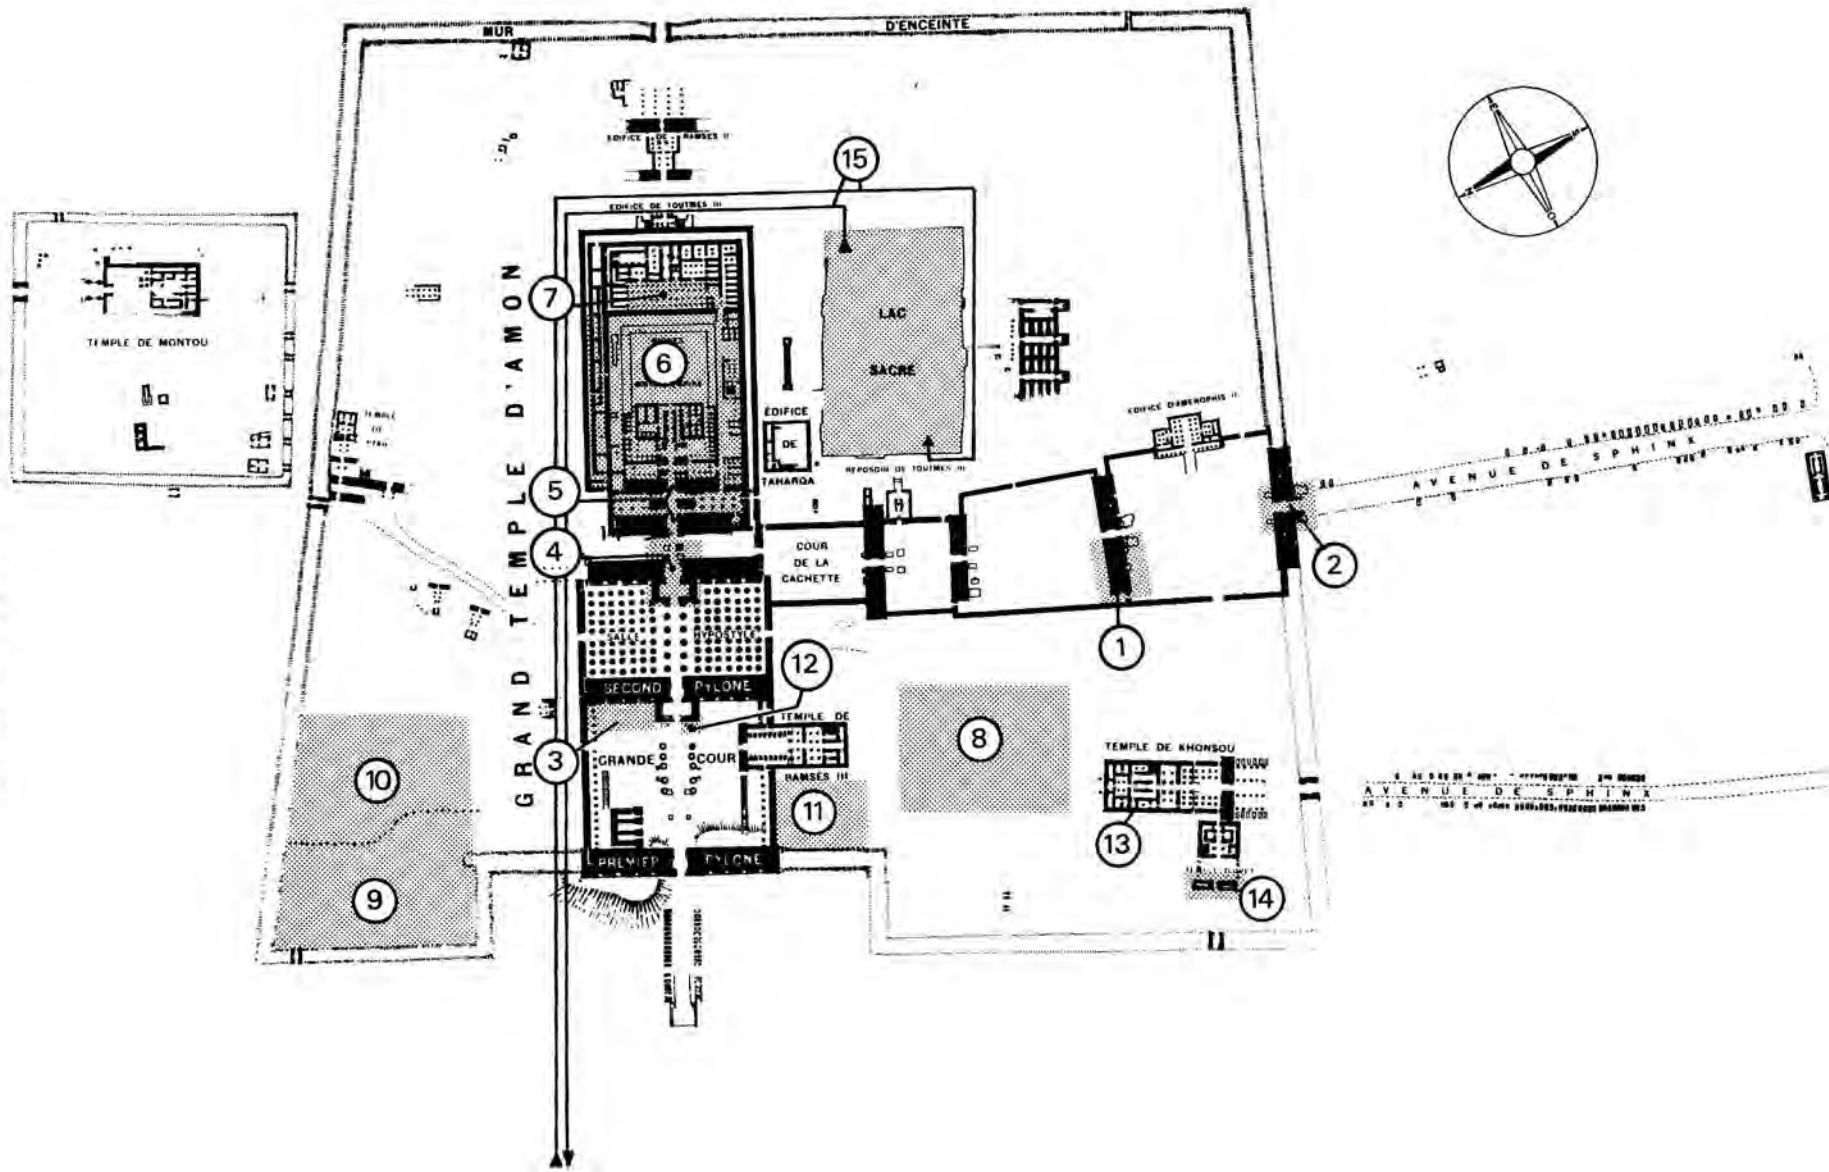 MUR
D'ENCEINTE
EDIFICE DE RAMSES II
15
EDIFICE DE TOUTMES III
GRAND TEMPLE D'AMON
7
LAC
SACRÉ
TEMPLE DE MONTOU
6
EDIFICE D'AMENOPHIS II
TEMPLE
ÉDIFICE
DE
TAHARQA
REPOSOIR DE TOUTMES III
AVENUE DE SPHINX
5
4
COUR
DE LA
CACHETTE
2
SALLE
HYPOSTYLE
1
12
SECOND
PYLONE
TEMPLE DE
RAMSÈS III
3
GRANDE
COUR
8
TEMPLE DE KHONSOU
10
11
AVENUE DE SPHINX
13
PREMIER
PYLONE
9
14